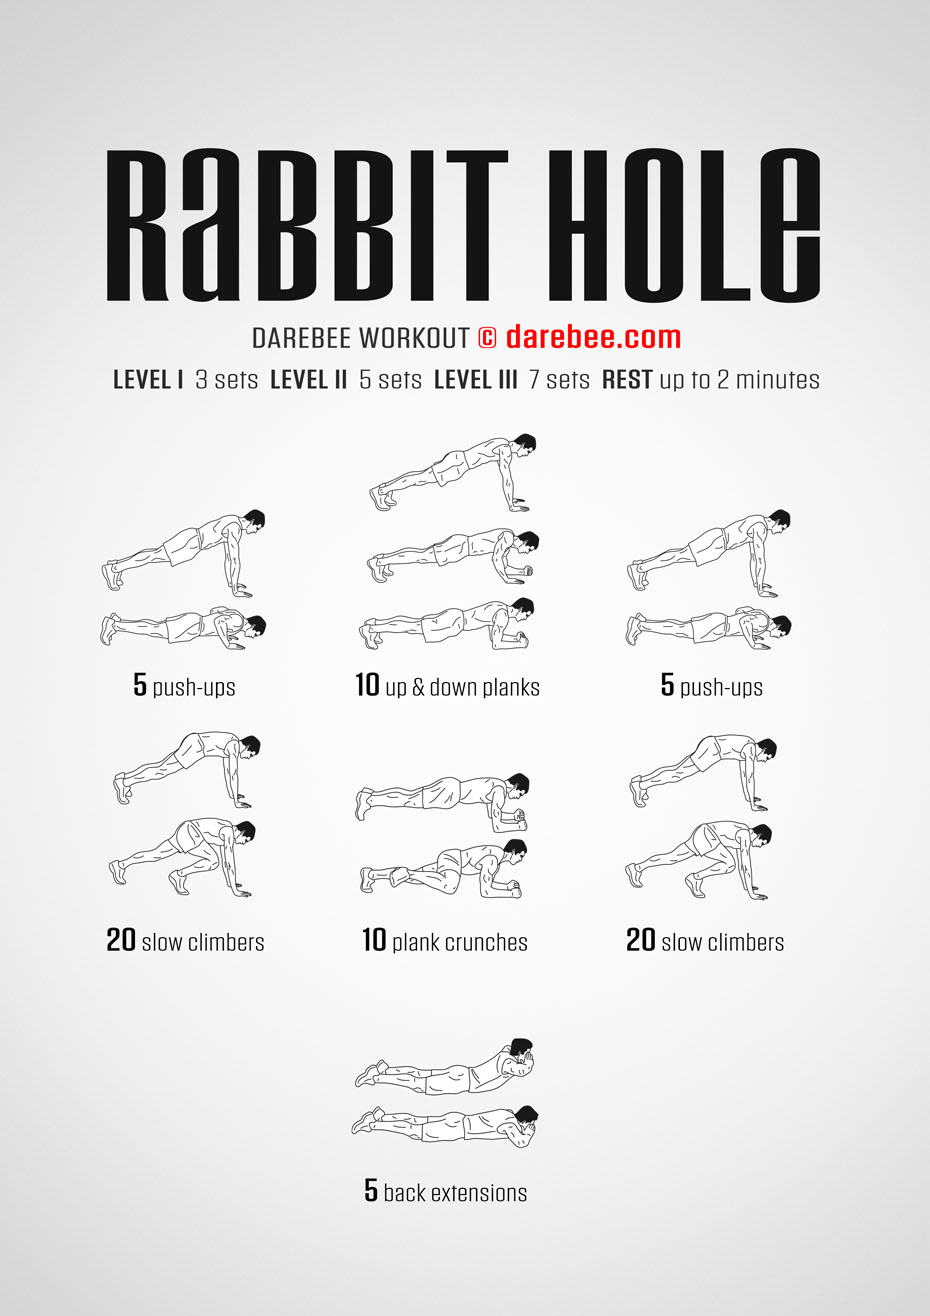 RaBBIT HOLe
DAREBEE WORKOUT © darebee.com
LEVEL I 3 sets LEVEL II 5 sets LEVEL III 7 sets REST up to 2 minutes
5 push-ups
10 up & down planks
5 push-ups
20 slow climbers
10 plank crunches
20 slow climbers
5 back extensions